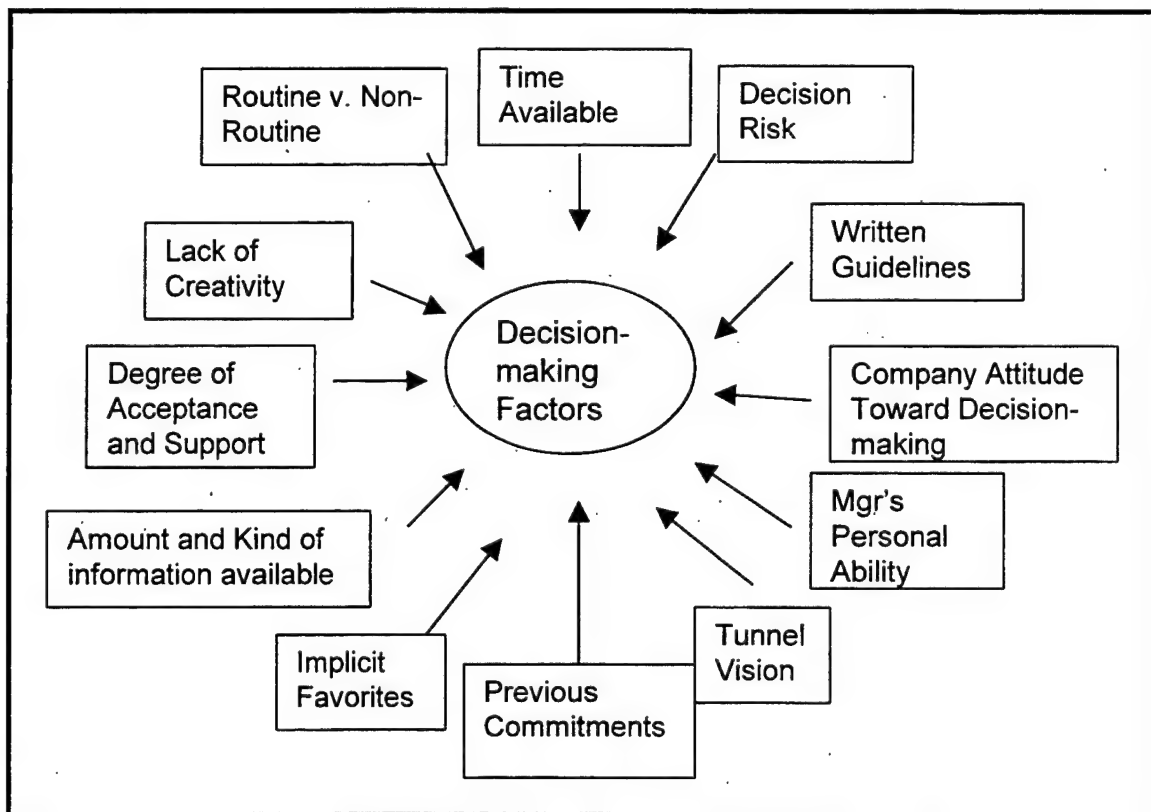 Routine v. Non-
Routine
Time
Available
Decision
Risk
Lack of
Creativity
Written
Guidelines
Decision-
making
Factors
Degree of
Acceptance
and Support
Company Attitude
Toward Decision-
making
Amount and Kind of
information available
Mgr's
Personal
Ability
Implicit
Favorites
Previous
Commitments
Tunnel
Vision